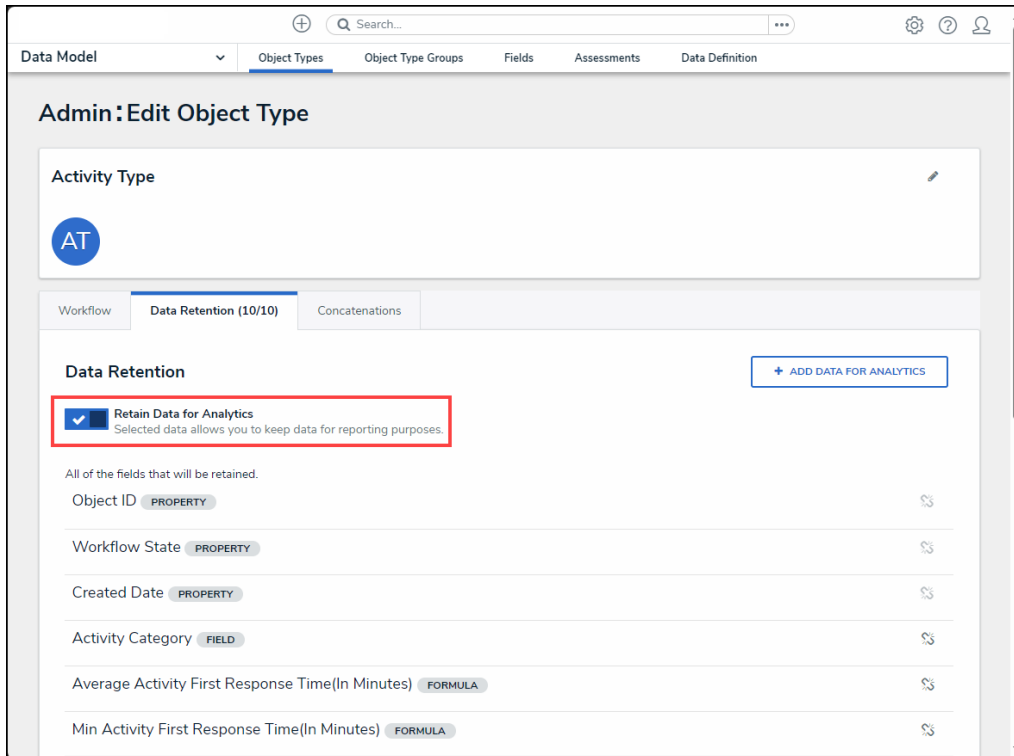 Search...
Data Model
Object Types
Object Type Groups
Fields
Assessments
Data Definition
Admin:Edit Object Type
Activity Type
AT
Workflow
Data Retention (10/10)
Concatenations
Data Retention
+ ADD DATA FOR ANALYTICS
Retain Data for Analytics
Selected data allows you to keep data for reporting purposes.
All of the fields that will be retained.
Object ID PROPERTY
Workflow State PROPERTY
Created Date PROPERTY
Activity Category FIELD
Average Activity First Response Time(In Minutes) FORMULA
Min Activity First Response Time(In Minutes) FORMULA